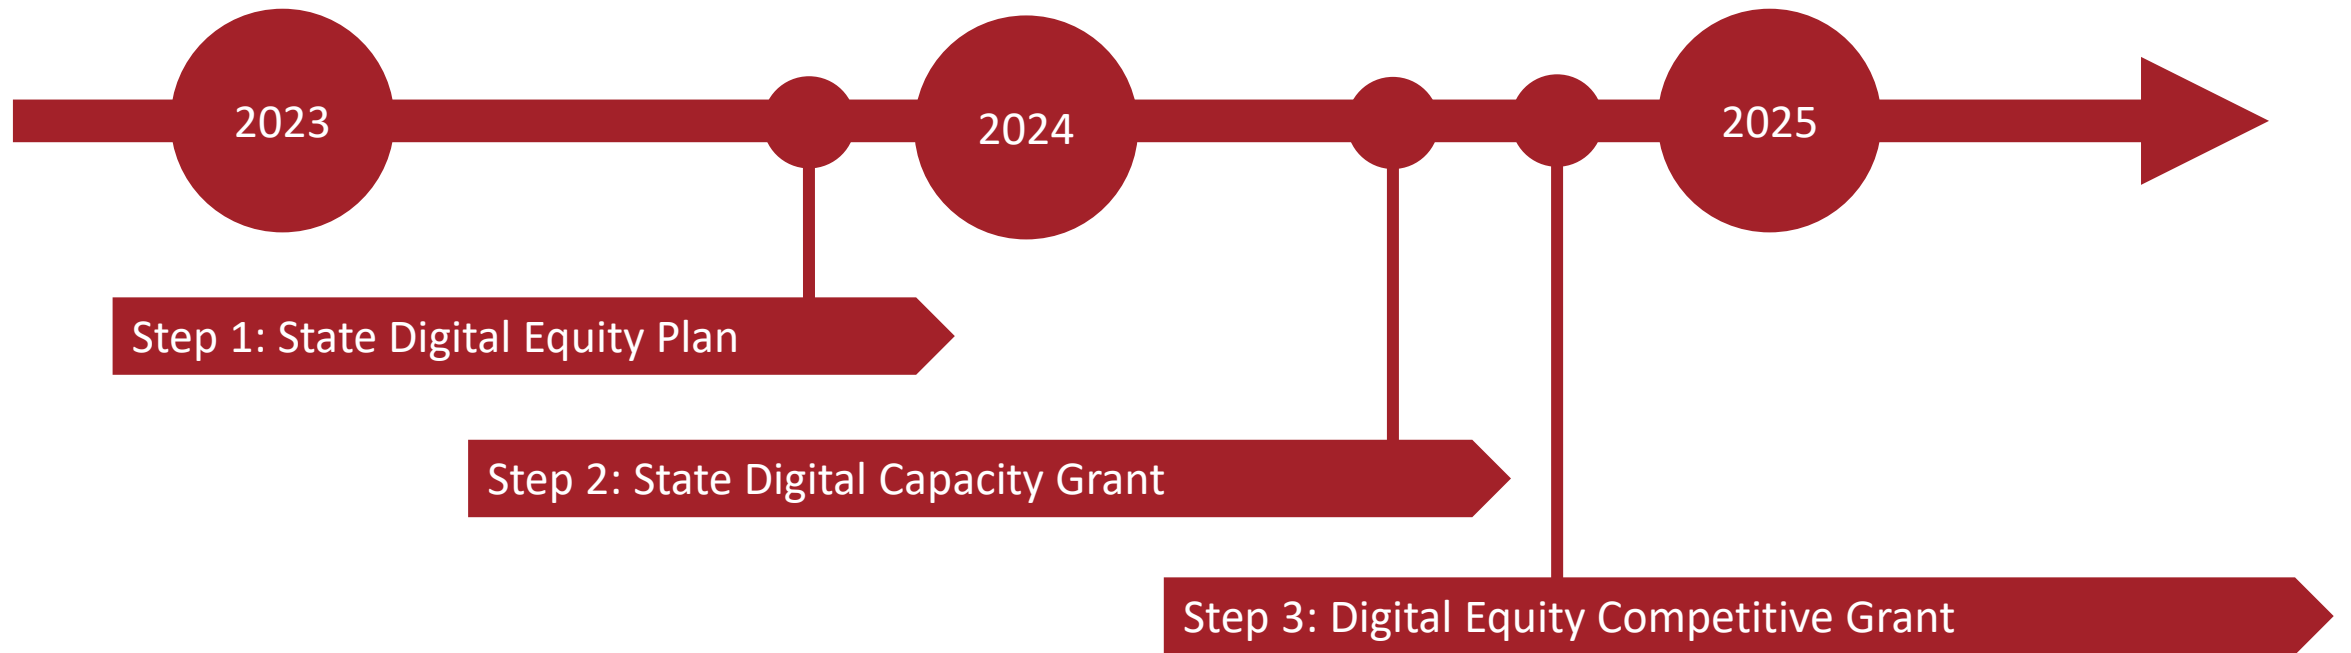 2023
2024
2025
Step 1: State Digital Equity Plan
Step 2: State Digital Capacity Grant
Step 3: Digital Equity Competitive Grant